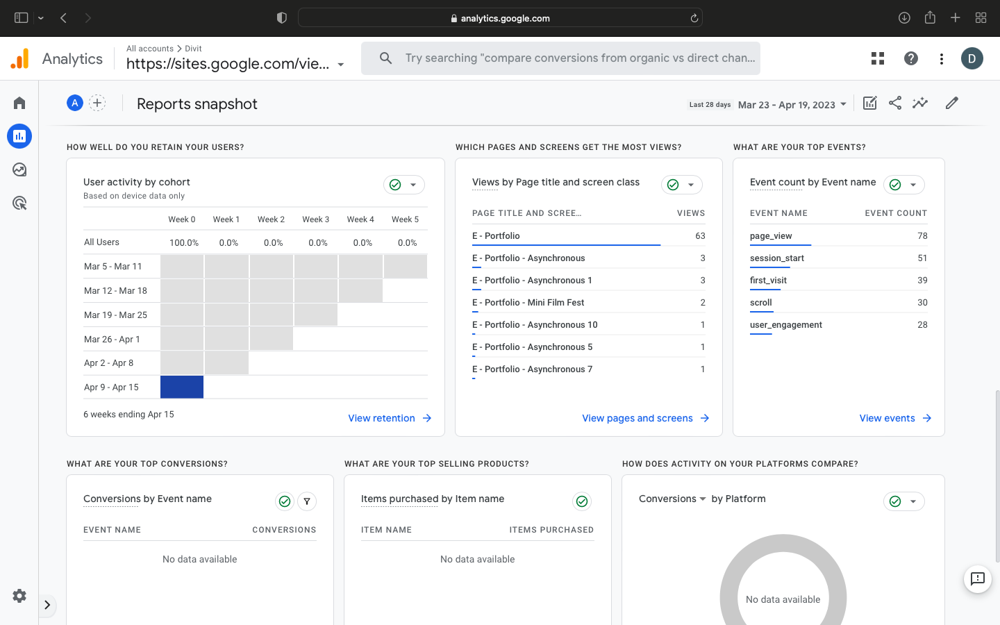 analytics.google.com
Analytics
All accounts > Divit
https://sites.google.com/vie...
Try searching "compare conversions from organic vs direct chan...
D
A
Reports snapshot
Last 28 days Mar 23 - Apr 19, 2023
HOW WELL DO YOU RETAIN YOUR USERS?
User activity by cohort
Based on device data only
Week 0 Week 1 Week 2 Week 3 Week 4 Week 5
All Users 100.0% 0.0% 0.0% 0.0% 0.0% 0.0%
Mar 5 - Mar 11
Mar 12 - Mar 18
Mar 19 - Mar 25
Mar 26 - Apr 1
Apr 2 - Apr 8
Apr 9 - Apr 15
6 weeks ending Apr 15
View retention
WHICH PAGES AND SCREENS GET THE MOST VIEWS?
Views by Page title and screen class
PAGE TITLE AND SCREE... VIEWS
E - Portfolio 63
E - Portfolio - Asynchronous 3
E - Portfolio - Asynchronous 1 3
E - Portfolio - Mini Film Fest 2
E - Portfolio - Asynchronous 10 1
E - Portfolio - Asynchronous 5 1
E - Portfolio - Asynchronous 7 1
View pages and screens
WHAT ARE YOUR TOP EVENTS?
Event count by Event name
EVENT NAME EVENT COUNT
page_view 78
session_start 51
first_visit 39
scroll 30
user_engagement 28
View events
WHAT ARE YOUR TOP CONVERSIONS?
Conversions by Event name
EVENT NAME CONVERSIONS
No data available
WHAT ARE YOUR TOP SELLING PRODUCTS?
Items purchased by Item name
ITEM NAME ITEMS PURCHASED
No data available
HOW DOES ACTIVITY ON YOUR PLATFORMS COMPARE?
Conversions by Platform
No data available